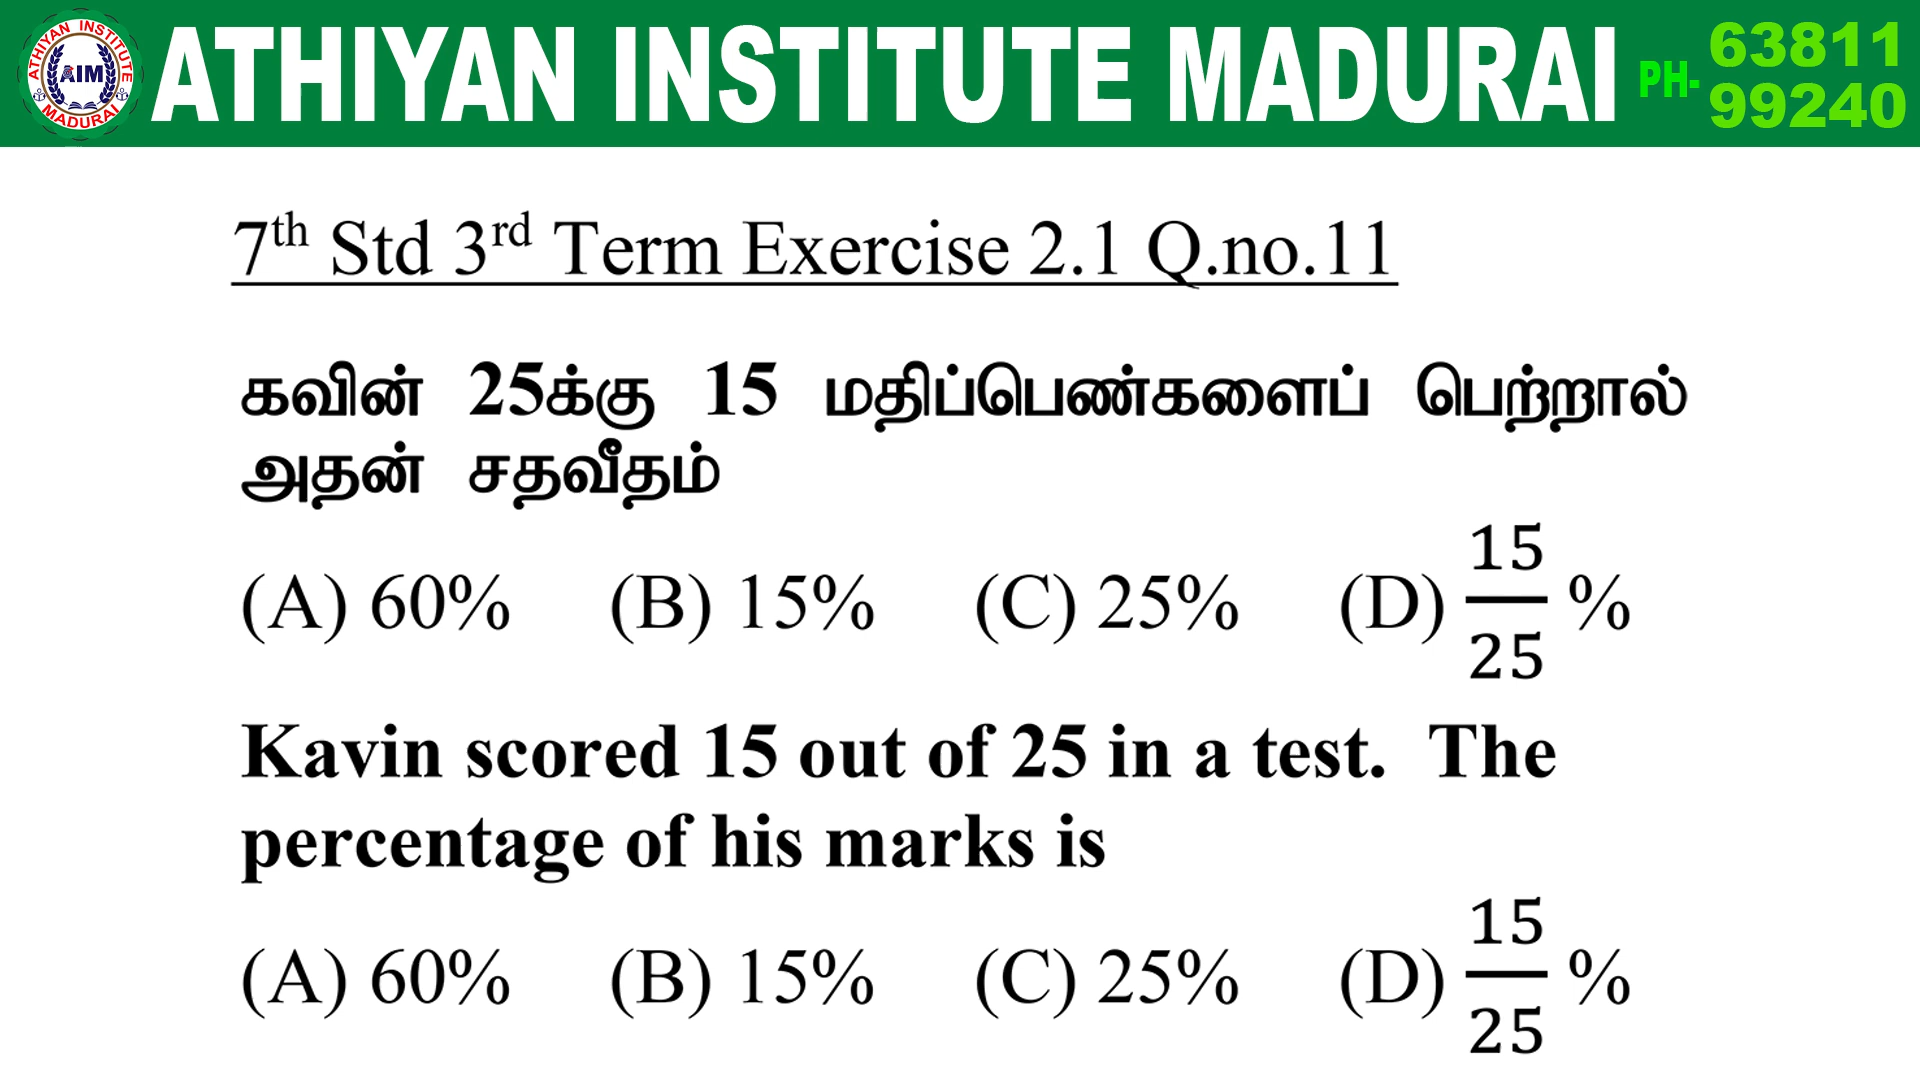 ATHIYAN INSTITUTE
AIM
MADURAI
ATHIYAN INSTITUTE MADURAI PH- 63811 99240
7th Std 3rd Term Exercise 2.1 Q.no.11
கவின் 25க்கு 15 மதிப்பெண்களைப் பெற்றால்
அதன் சதவீதம்
(A) 60% (B) 15% (C) 25% (D) 15/25 %
Kavin scored 15 out of 25 in a test. The
percentage of his marks is
(A) 60% (B) 15% (C) 25% (D) 15/25 %